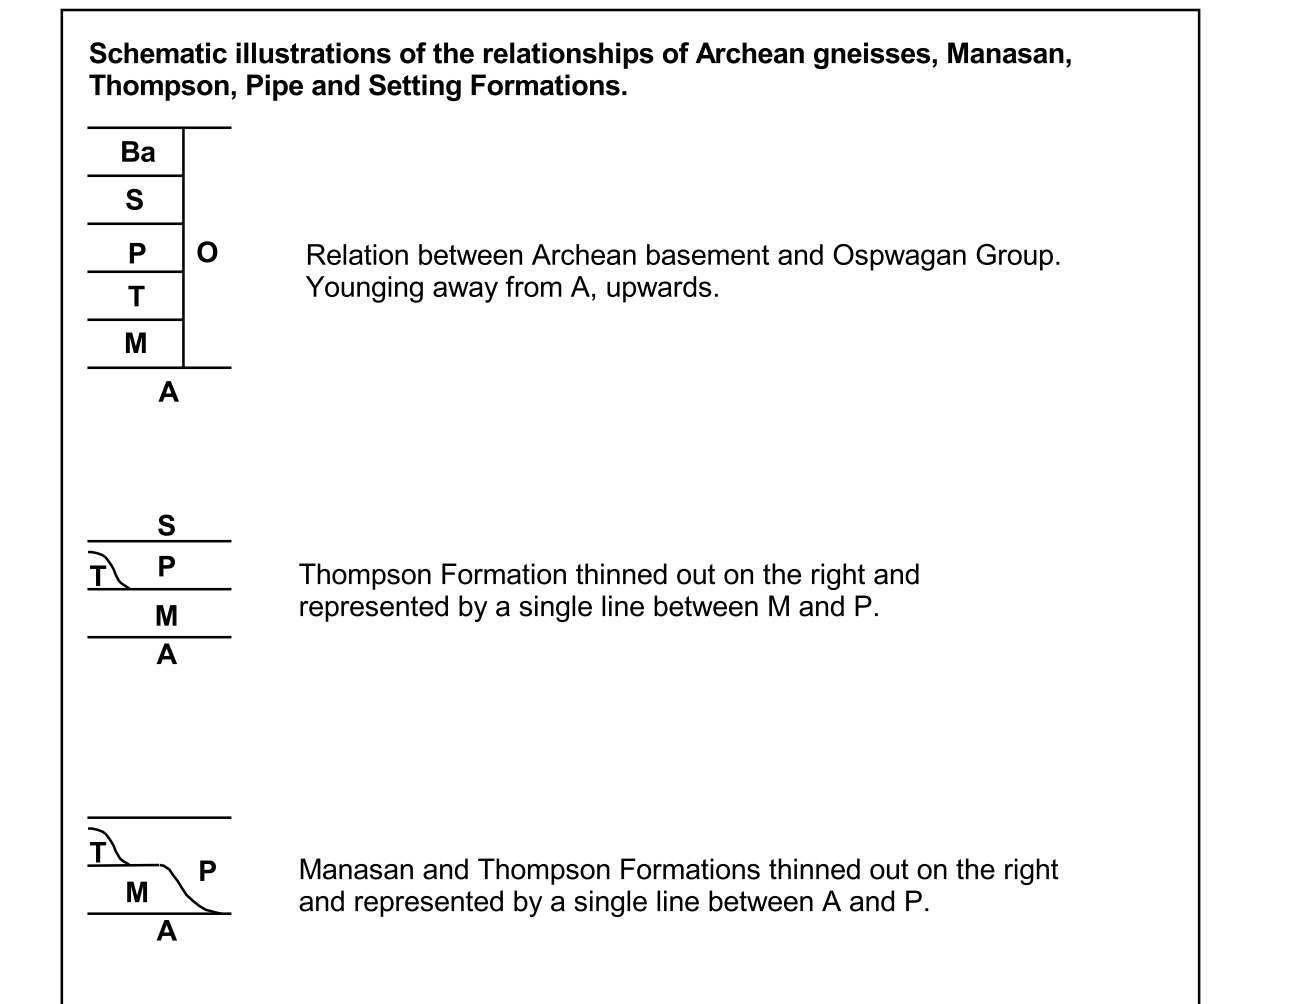 Schematic illustrations of the relationships of Archean gneisses, Manasan,
Thompson, Pipe and Setting Formations.
Ba
S
P
O
T
M
A
Relation between Archean basement and Ospwagan Group.
Younging away from A, upwards.
S
P
T
M
A
Thompson Formation thinned out on the right and
represented by a single line between M and P.
T
P
M
A
Manasan and Thompson Formations thinned out on the right
and represented by a single line between A and P.